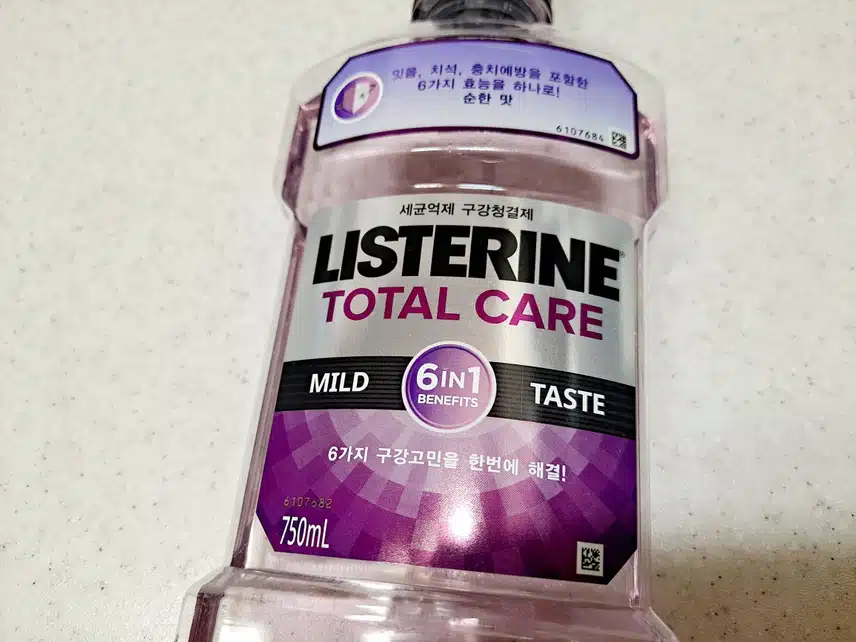 잇몸, 치석, 충치예방을 포함한
6가지 효능을 하나로!
순한 맛
6107684
세균억제 구강청결제
LISTERINE®
TOTAL CARE
MILD 6 IN 1 BENEFITS TASTE
6가지 구강고민을 한번에 해결!
6107682
750mL